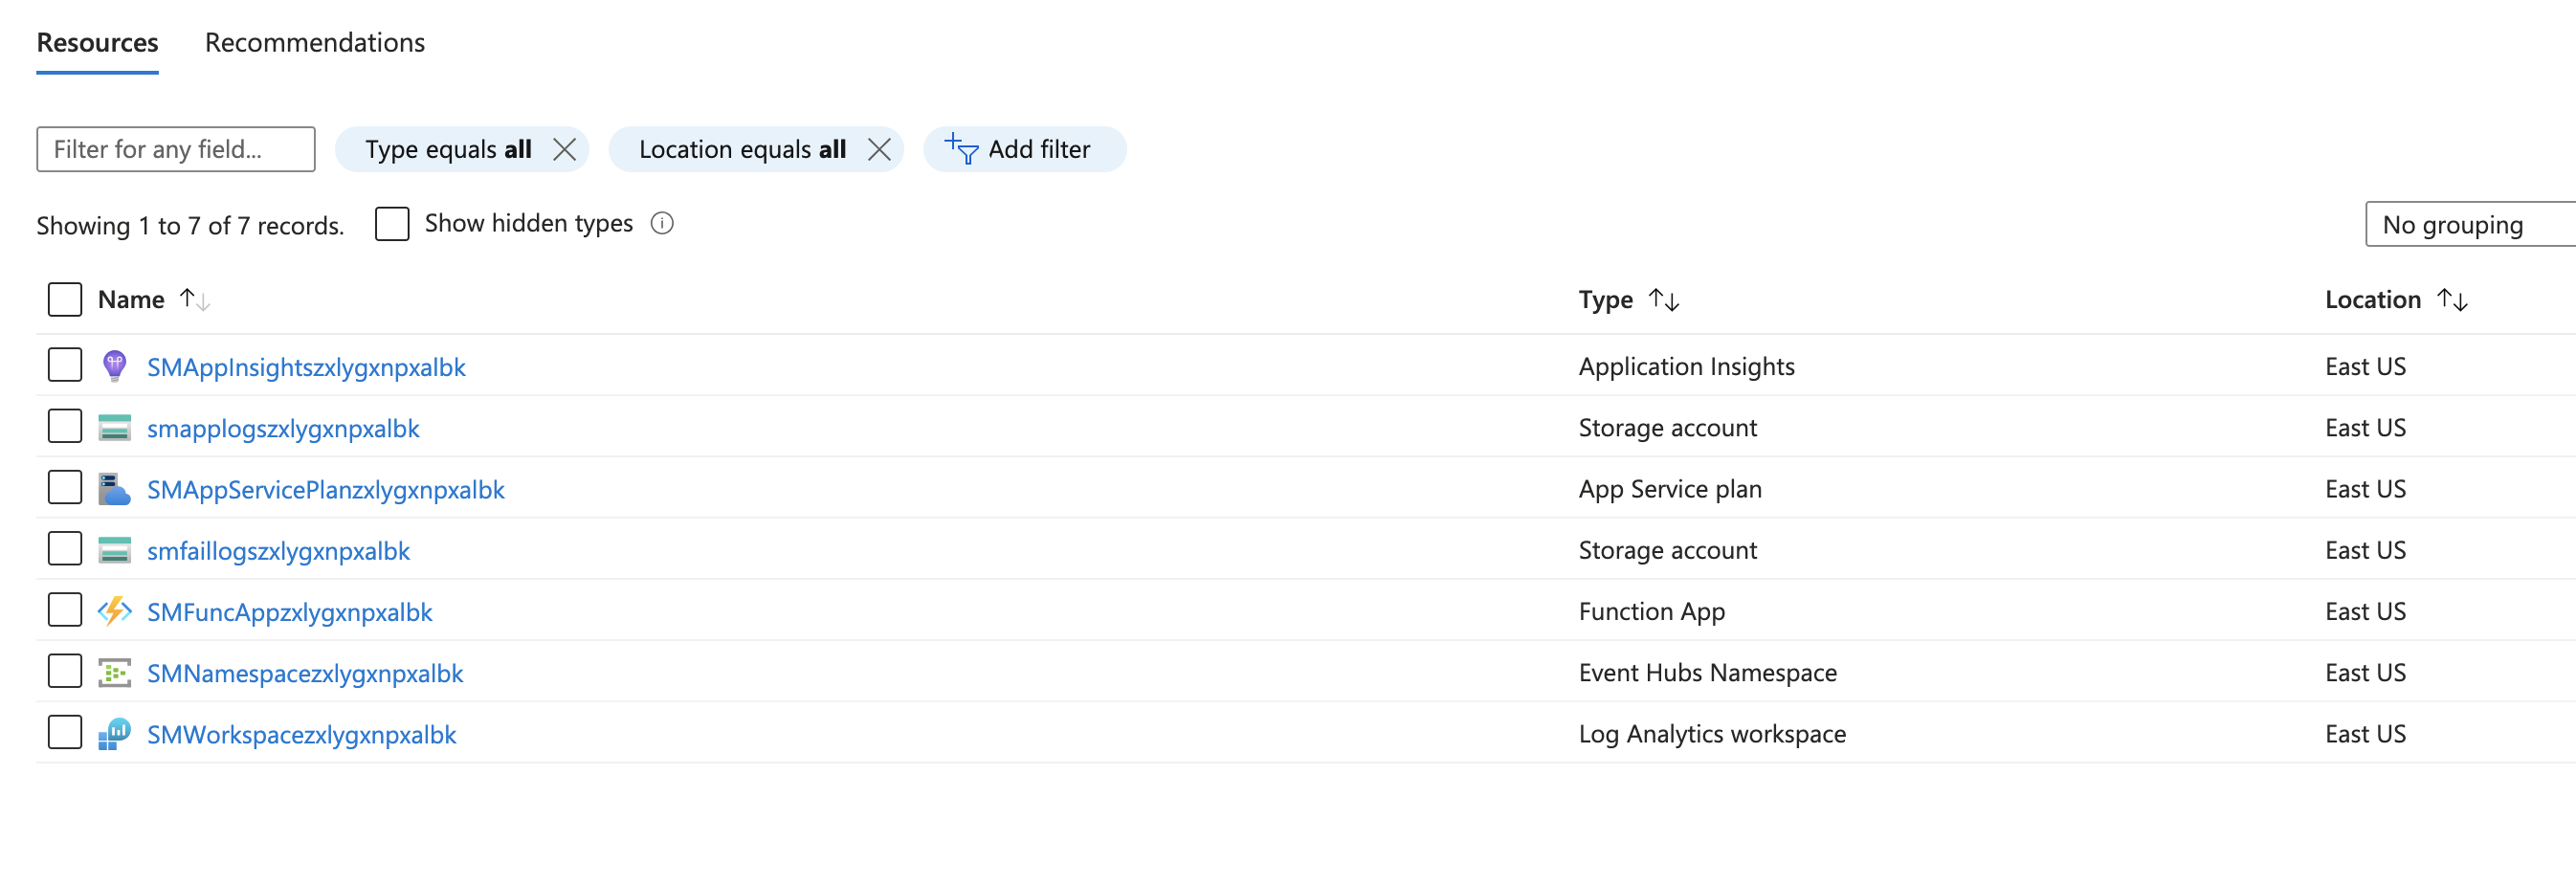 Resources Recommendations
Filter for any field... Type equals all Location equals all Add filter
Showing 1 to 7 of 7 records. Show hidden types No grouping
Name Type Location
SMAppInsightszxlygxnpxalbk Application Insights East US
smapplogszxlygxnpxalbk Storage account East US
SMAppServicePlanzxlygxnpxalbk App Service plan East US
smfaillogszxlygxnpxalbk Storage account East US
SMFuncAppzxlygxnpxalbk Function App East US
SMNamespacezxlygxnpxalbk Event Hubs Namespace East US
SMWorkspacezxlygxnpxalbk Log Analytics workspace East US